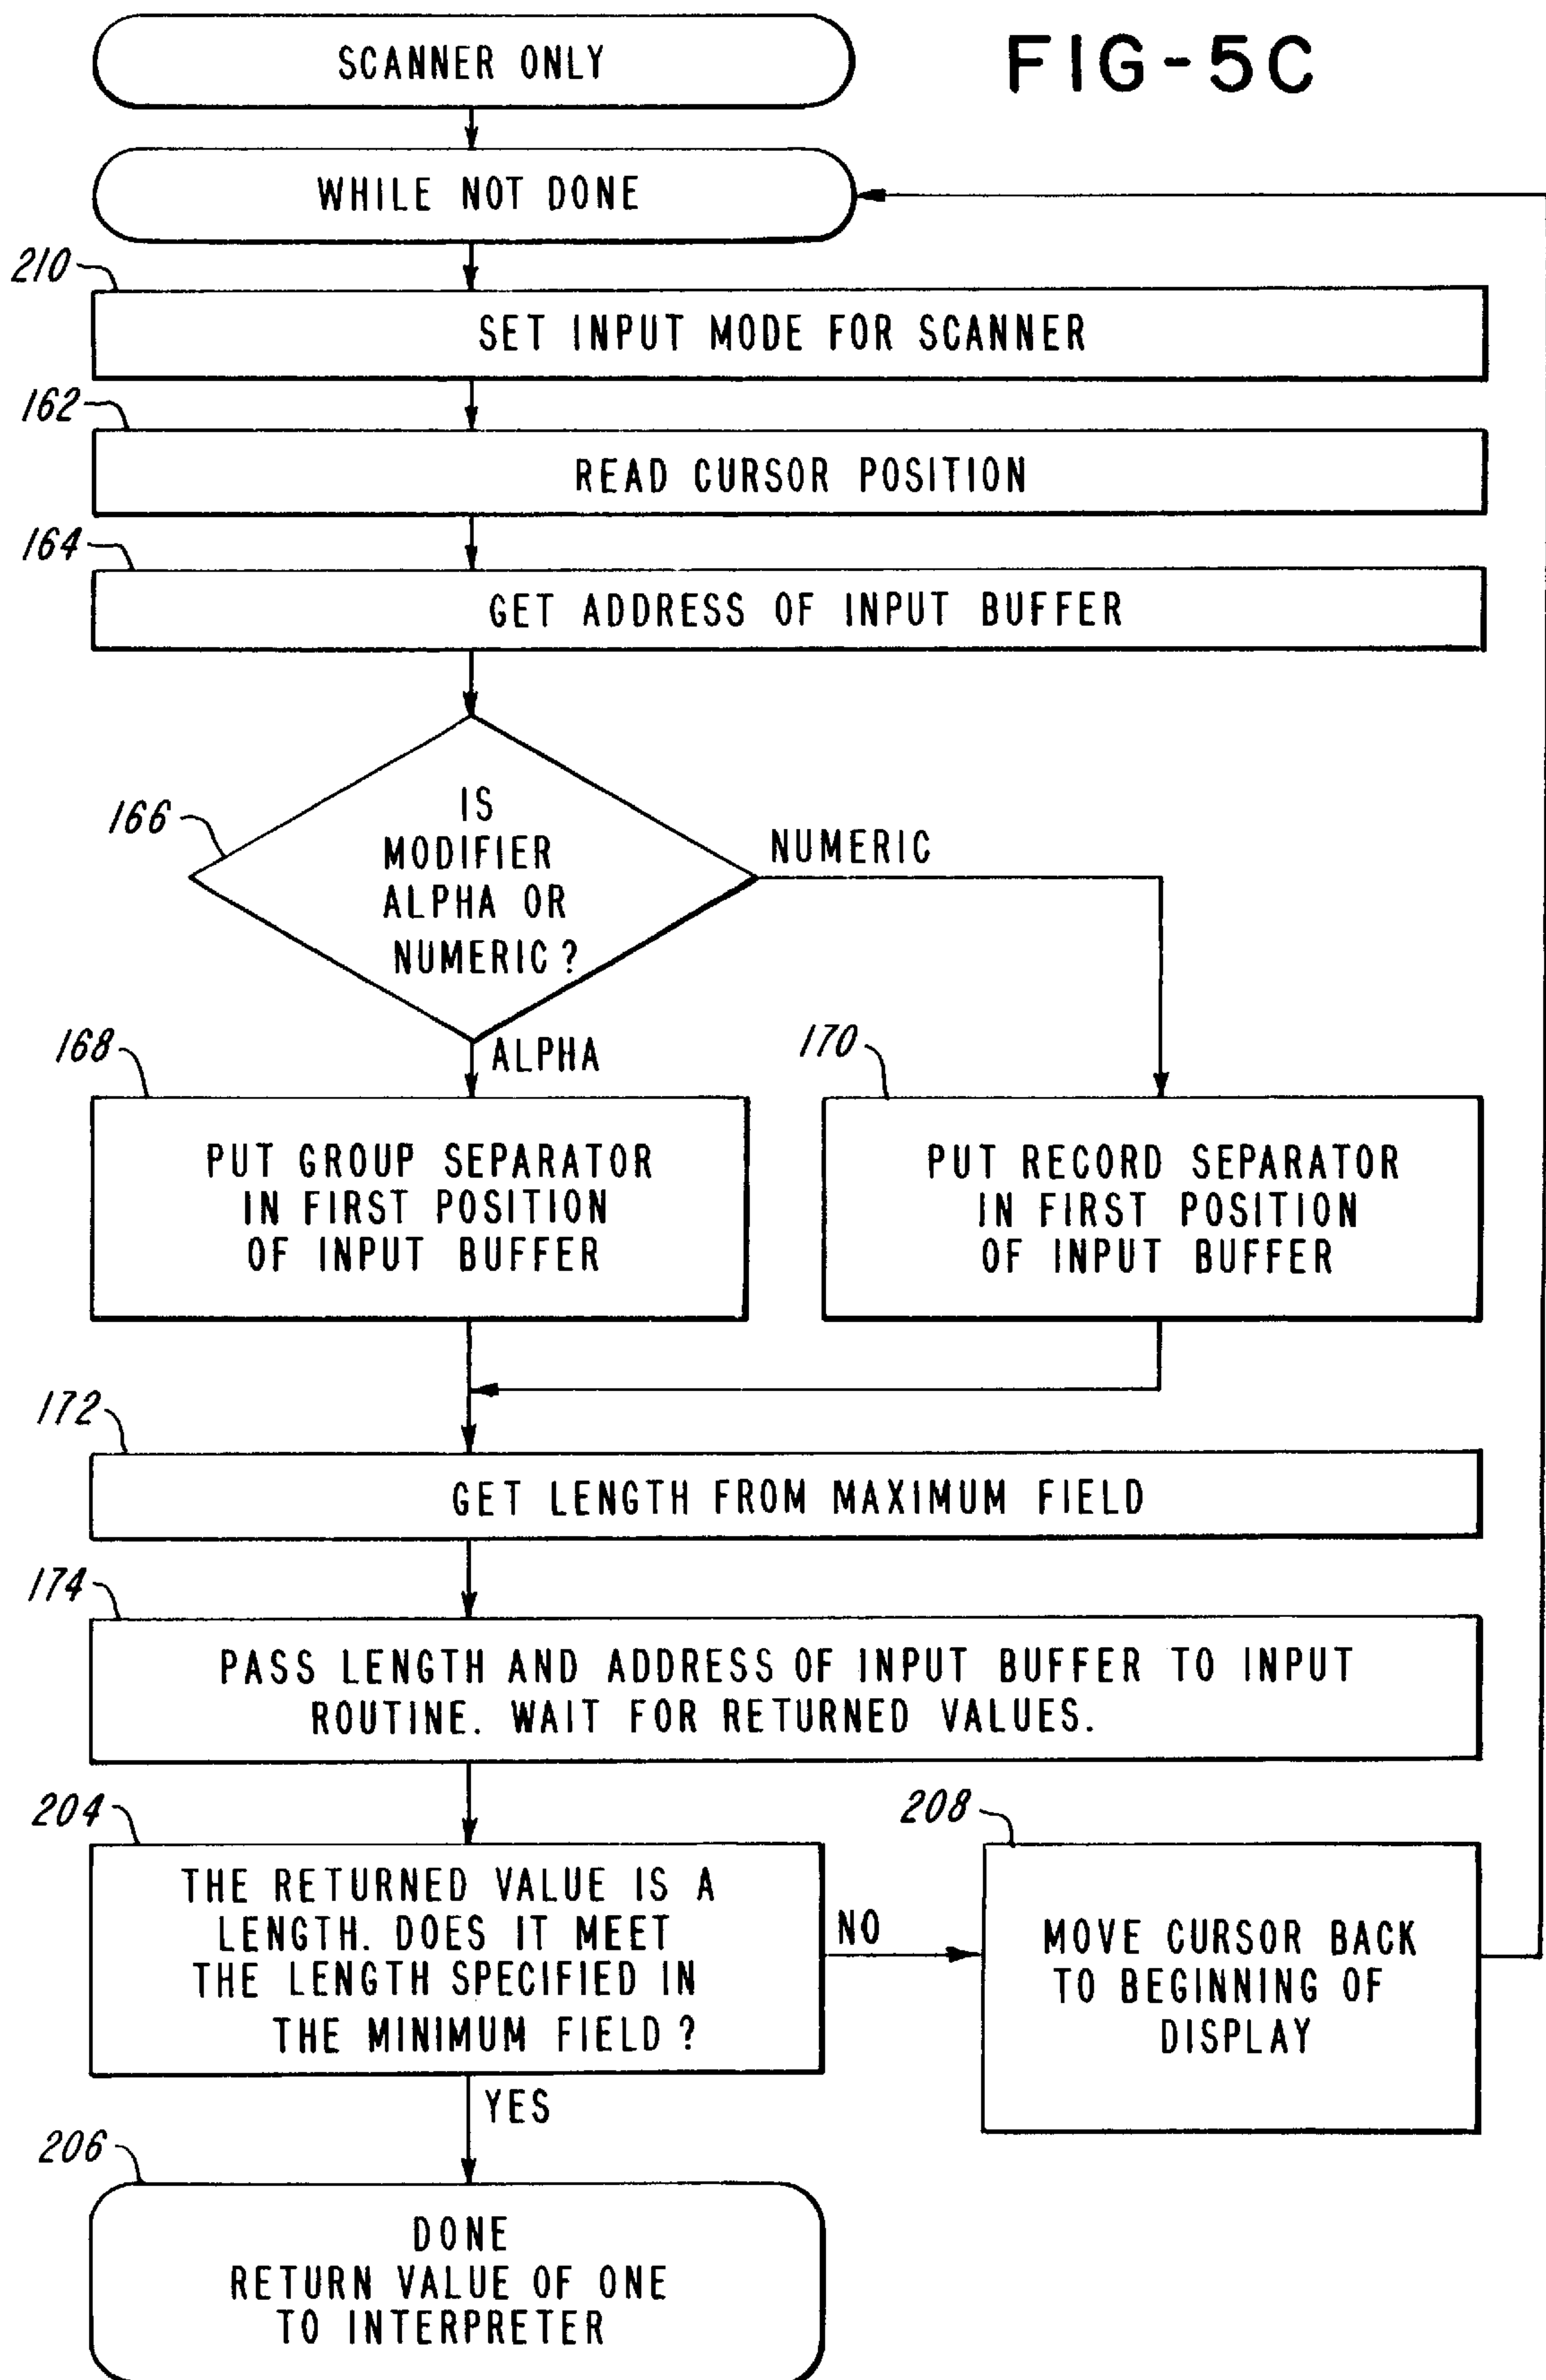 FIG-5C
SCANNER ONLY
WHILE NOT DONE
210
SET INPUT MODE FOR SCANNER
162
READ CURSOR POSITION
164
GET ADDRESS OF INPUT BUFFER
166
IS
MODIFIER
ALPHA OR
NUMERIC?
NUMERIC
ALPHA
168
PUT GROUP SEPARATOR
IN FIRST POSITION
OF INPUT BUFFER
170
PUT RECORD SEPARATOR
IN FIRST POSITION
OF INPUT BUFFER
172
GET LENGTH FROM MAXIMUM FIELD
174
PASS LENGTH AND ADDRESS OF INPUT BUFFER TO INPUT
ROUTINE. WAIT FOR RETURNED VALUES.
204
THE RETURNED VALUE IS A
LENGTH. DOES IT MEET
THE LENGTH SPECIFIED IN
THE MINIMUM FIELD?
NO
208
MOVE CURSOR BACK
TO BEGINNING OF
DISPLAY
YES
206
DONE
RETURN VALUE OF ONE
TO INTERPRETER